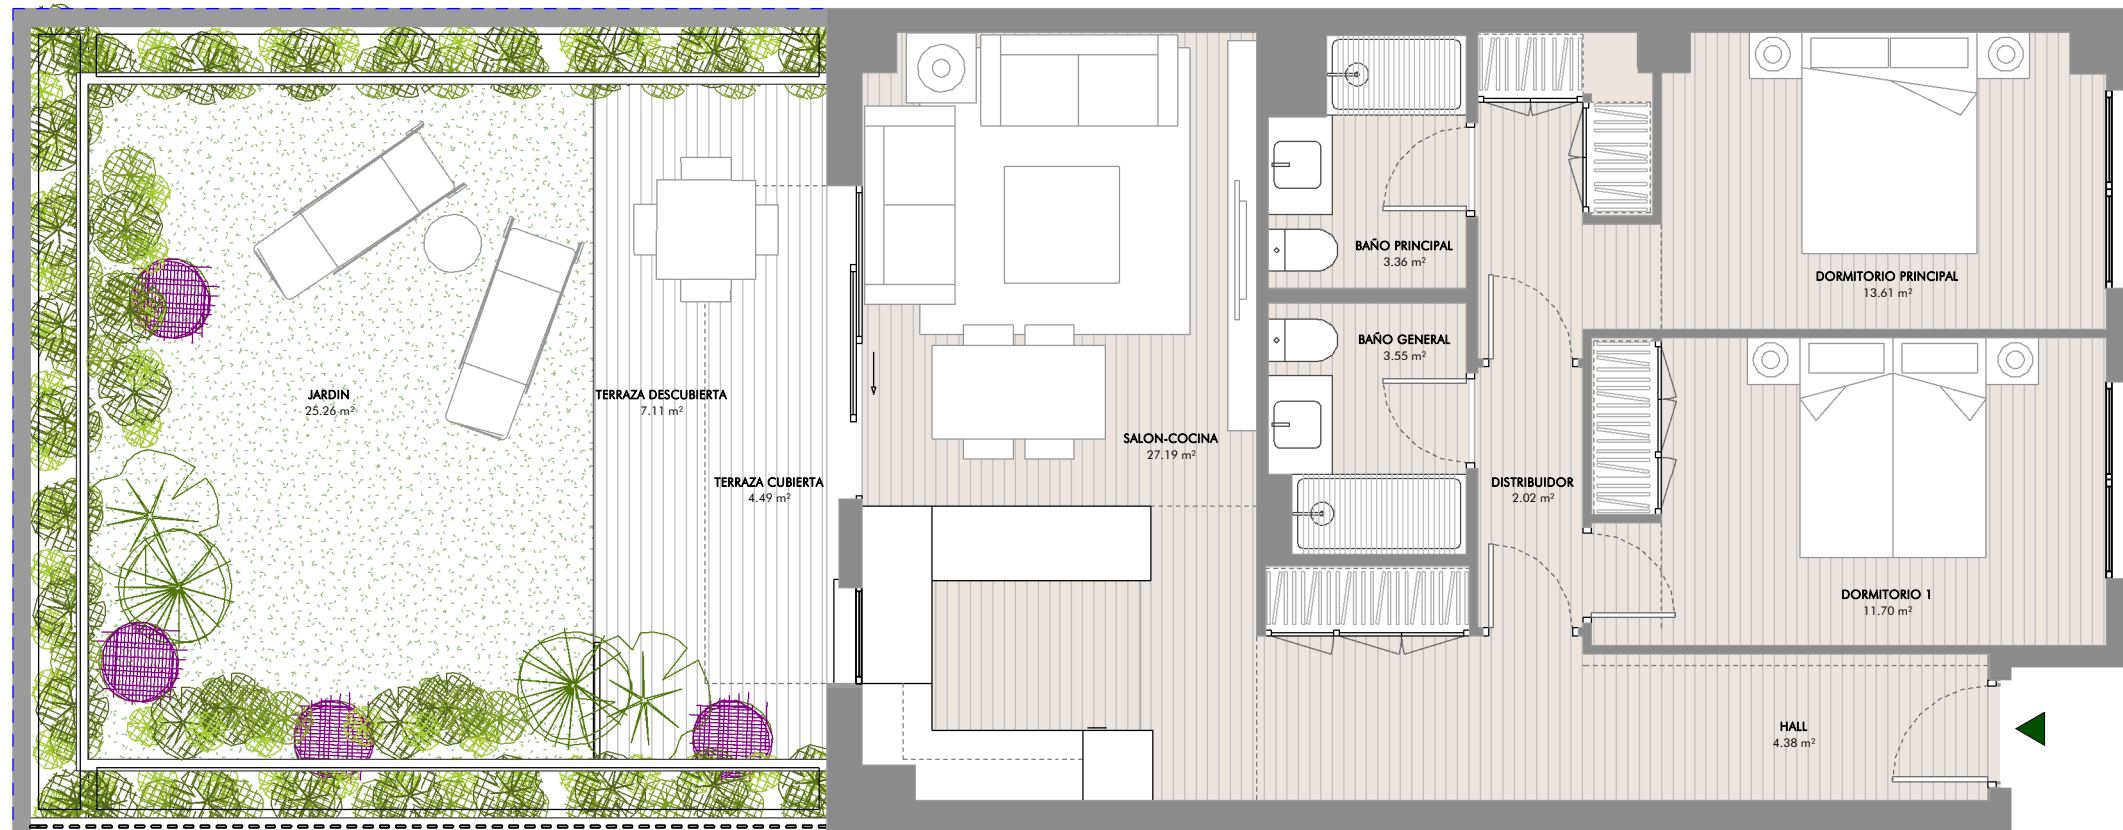 BAÑO PRINCIPAL
3.36 m²
DORMITORIO PRINCIPAL
13.61 m²
BAÑO GENERAL
3.55 m²
JARDIN
25.26 m²
TERRAZA DESCUBIERTA
7.11 m²
SALON-COCINA
27.19 m²
TERRAZA CUBIERTA
4.49 m²
DISTRIBUIDOR
2.02 m²
DORMITORIO 1
11.70 m²
HALL
4.38 m²